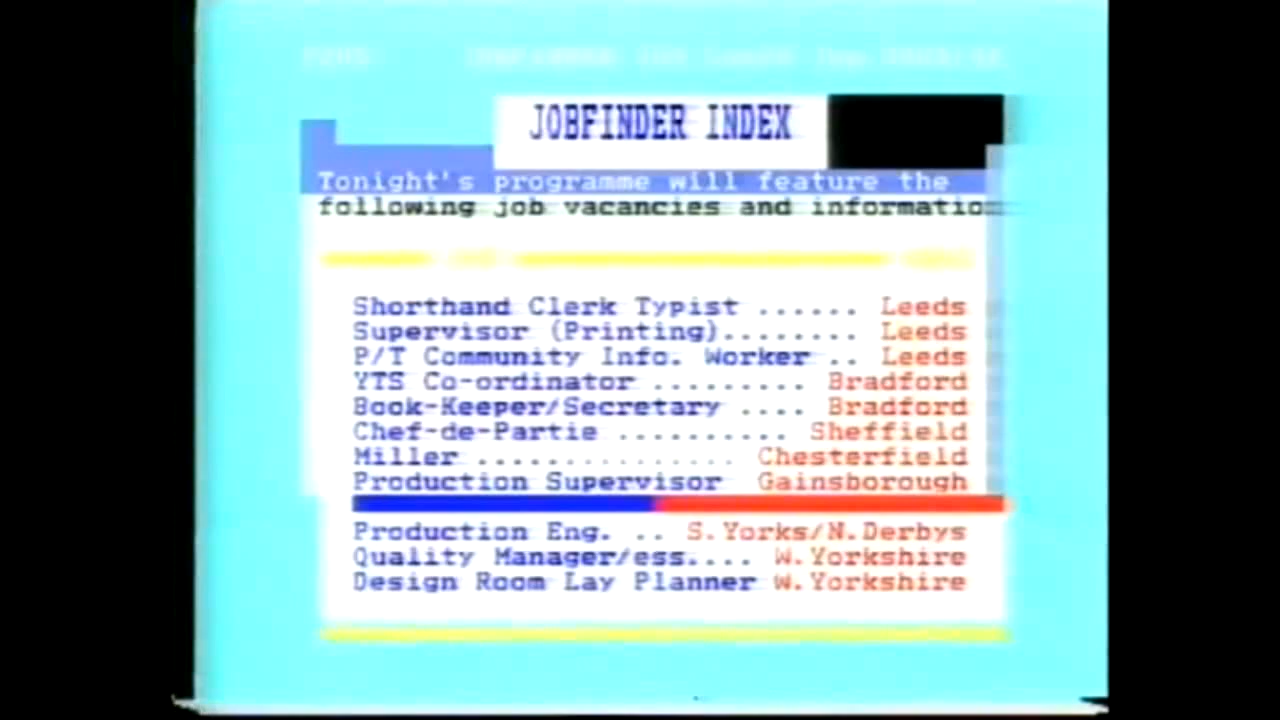 JOBFINDER INDEX
Tonight's programme will feature the
following job vacancies and informatio
Shorthand Clerk Typist ...... Leeds
Supervisor (Printing)........ Leeds
P/T Community Info. Worker .. Leeds
YTS Co-ordinator ......... Bradford
Book-Keeper/Secretary .... Bradford
Chef-de-Partie .......... Sheffield
Miller ............... Chesterfield
Production Supervisor Gainsborough
Production Eng. .. S.Yorks/N.Derbys
Quality Manager/ess.... W.Yorkshire
Design Room Lay Planner W.Yorkshire